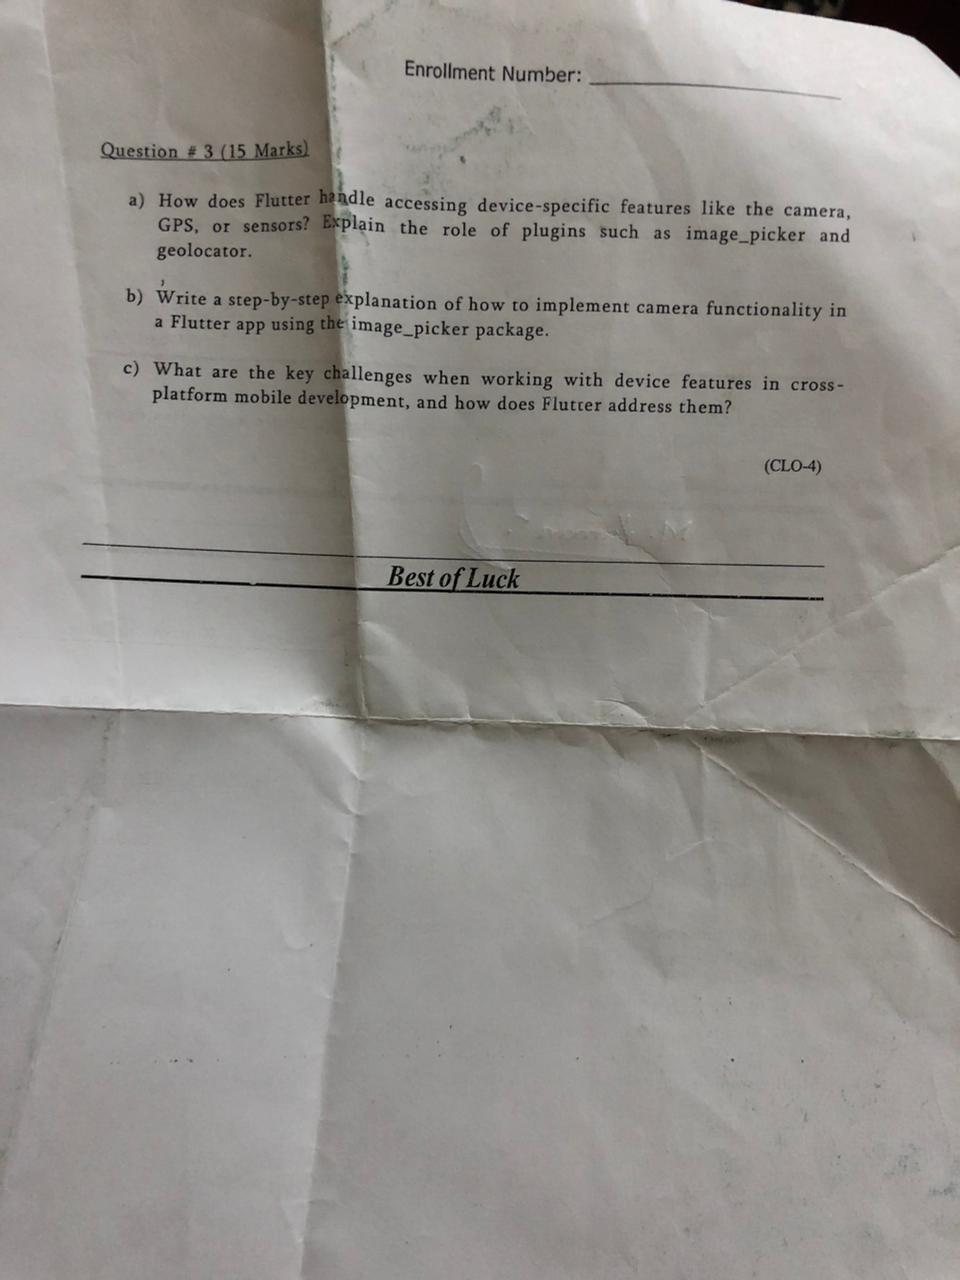 Enrollment Number:
Question # 3 (15 Marks)
a) How does Flutter handle accessing device-specific features like the camera,
GPS, or sensors? Explain the role of plugins such as image_picker and
geolocator.
b) Write a step-by-step explanation of how to implement camera functionality in
a Flutter app using the image_picker package.
c) What are the key challenges when working with device features in cross-
platform mobile development, and how does Flutter address them?
(CLO-4)
Best of Luck